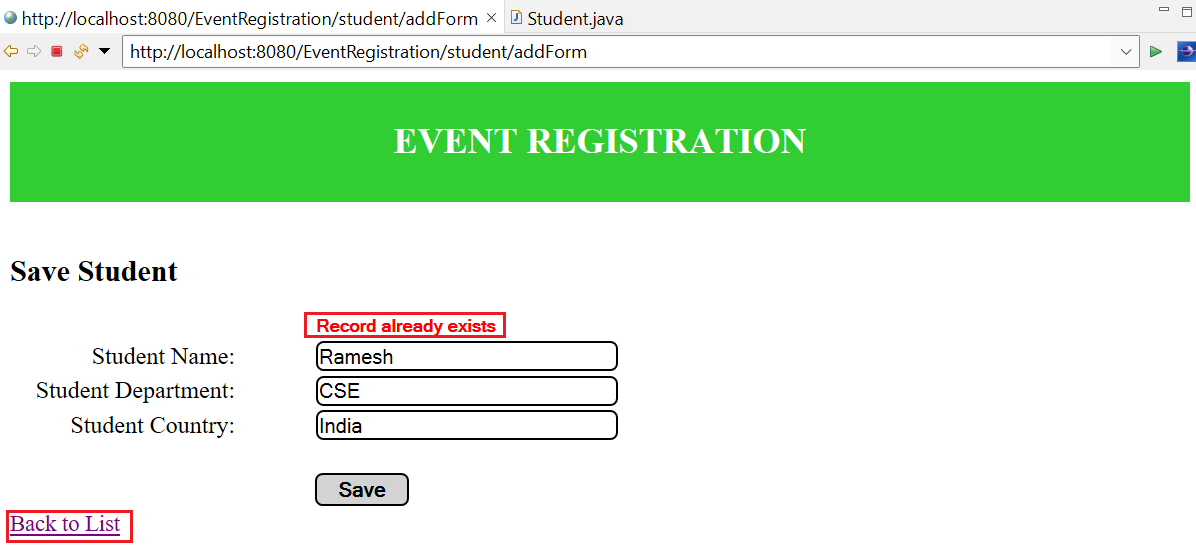 http://localhost:8080/EventRegistration/student/addForm Student.java
http://localhost:8080/EventRegistration/student/addForm
EVENT REGISTRATION
Save Student
Record already exists
Student Name: Ramesh
Student Department: CSE
Student Country: India
Save
Back to List